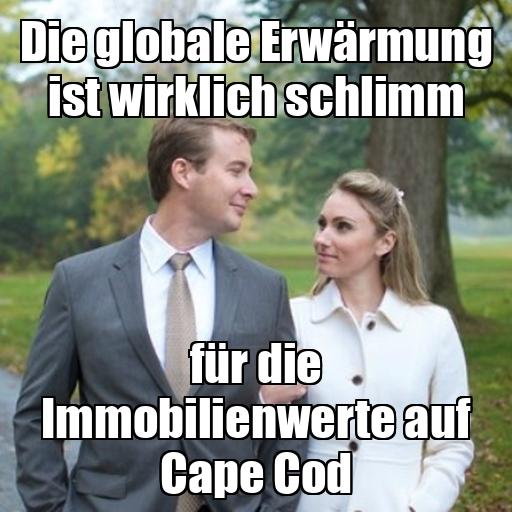 Die globale Erwärmung
ist wirklich schlimm
für die
Immobilienwerte auf
Cape Cod